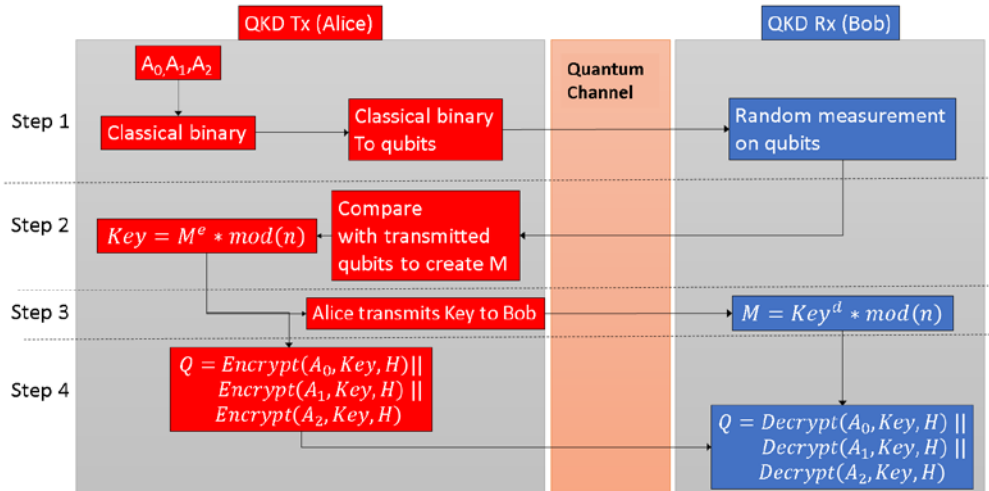 QKD Tx (Alice)
QKD Rx (Bob)
Quantum
Channel
Step 1
A₀,A₁,A₂
Classical binary
Classical binary
To qubits
Random measurement
on qubits
Step 2
Key = Mᵉ * mod(n)
Compare
with transmitted
qubits to create M
Step 3
Alice transmits Key to Bob
M = Keyᵈ * mod(n)
Step 4
Q = Encrypt(A₀, Key, H)||
Encrypt(A₁, Key, H) ||
Encrypt(A₂, Key, H)
Q = Decrypt(A₀, Key, H) ||
Decrypt(A₁, Key, H) ||
Decrypt(A₂, Key, H)